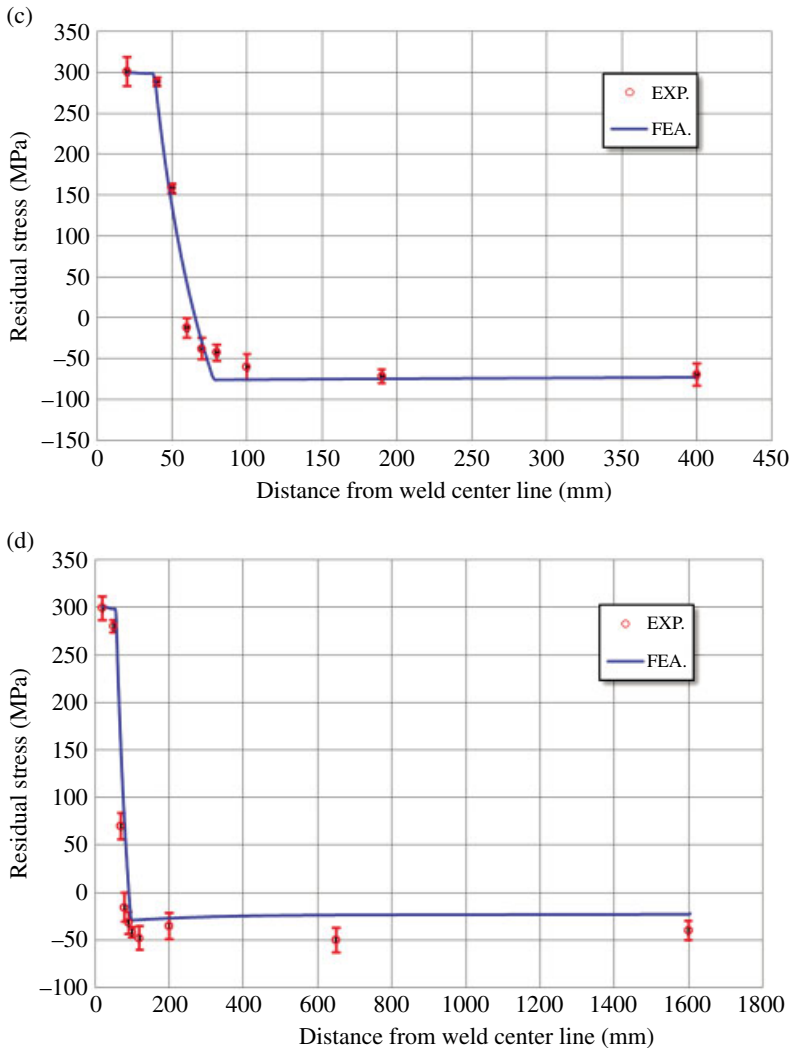 (c)
350
300
250
200
150
100
50
0
–50
–100
–150
Residual stress (MPa)
EXP.
FEA.
0 50 100 150 200 250 300 350 400 450
Distance from weld center line (mm)
(d)
350
300
250
200
150
100
50
0
–50
–100
Residual stress (MPa)
EXP.
FEA.
0 200 400 600 800 1000 1200 1400 1600 1800
Distance from weld center line (mm)